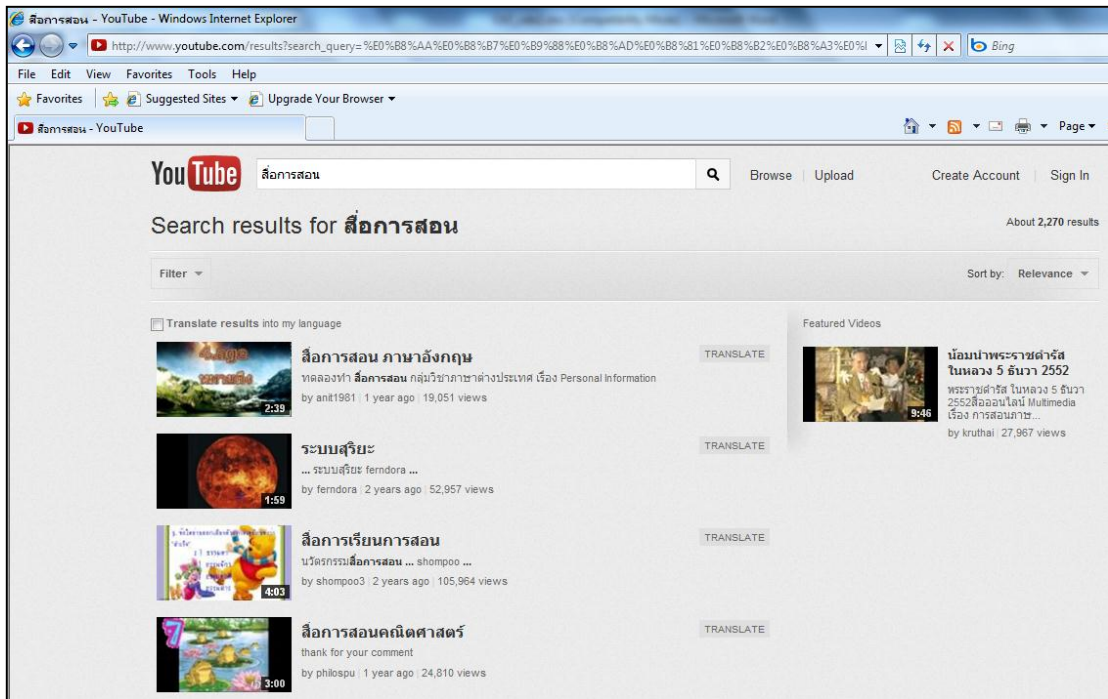 สื่อการสอน - YouTube - Windows Internet Explorer
http://www.youtube.com/results?search_query=%E0%B8%AA%E0%B8%B7%E0%B9%88%E0%B8%AD%E0%B8%81%E0%B8%B2%E0%B8%A3%E0%
Bing
File Edit View Favorites Tools Help
Favorites Suggested Sites Upgrade Your Browser
สื่อการสอน - YouTube
Page
YouTube สื่อการสอน Browse Upload Create Account Sign In
Search results for สื่อการสอน
About 2,270 results
Filter
Sort by: Relevance
Translate results into my language
4.กฎล
2:39
สื่อการสอน ภาษาอังกฤษ
TRANSLATE
ทดลองทำ สื่อการสอน กลุ่มวิชาภาษาต่างประเทศ เรื่อง Personal Information
by anit1981 1 year ago 19,051 views
1:59
ระบบสุริยะ
TRANSLATE
... ระบบสุริยะ ferndora ...
by ferndora 2 years ago 52,957 views
4:03
สื่อการเรียนการสอน
TRANSLATE
นวัตรกรรมสื่อการสอน ... shompoo ...
by shompoo3 2 years ago 105,964 views
7
3:00
สื่อการสอนคณิตศาสตร์
TRANSLATE
thank for your comment
by philospu 1 year ago 24,810 views
Featured Videos
9:46
น้อมนำพระราชดำรัส
ในหลวง 5 ธันวา 2552
พระราชดำรัส ในหลวง 5 ธันวา
2552สื่อออนไลน์ Multimedia
เรื่อง การสอนภาษ...
by kruthai 27,967 views